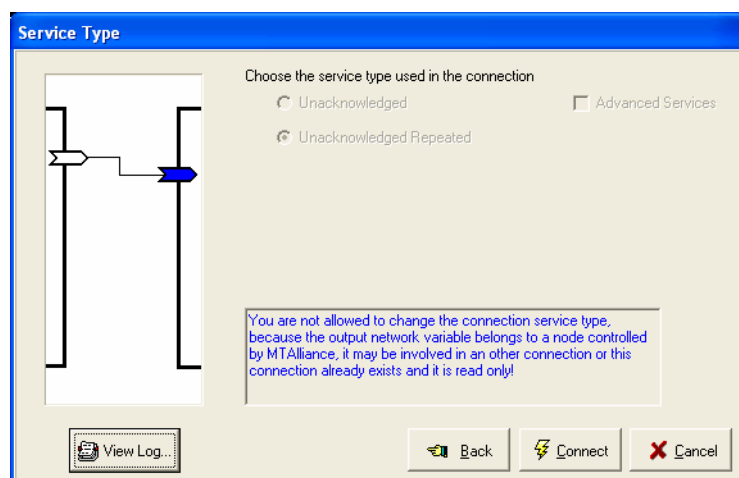 Service Type
Choose the service type used in the connection
Unacknowledged
Advanced Services
Unacknowledged Repeated
You are not allowed to change the connection service type,
because the output network variable belongs to a node controlled
by MTAlliance, it may be involved in an other connection or this
connection already exists and it is read only!
View Log...
Back
Connect
Cancel